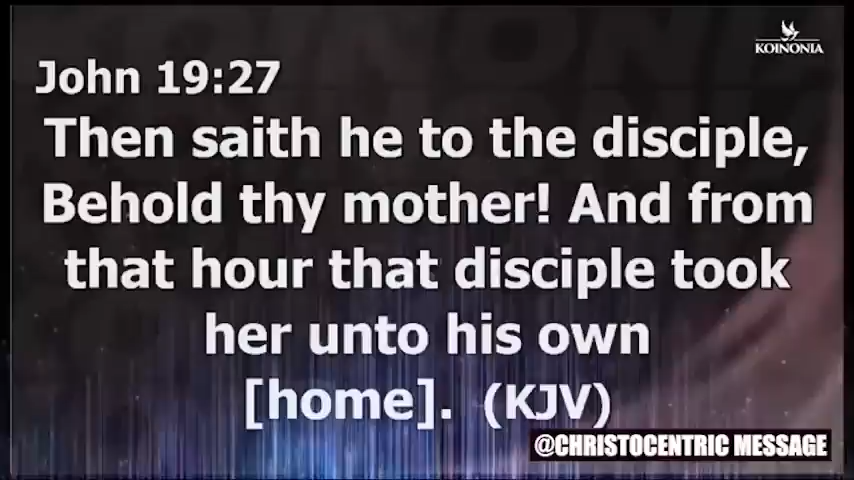 KOINONIA
John 19:27
Then saith he to the disciple,
Behold thy mother! And from
that hour that disciple took
her unto his own
[home]. (KJV)
@CHRISTOCENTRIC MESSAGE